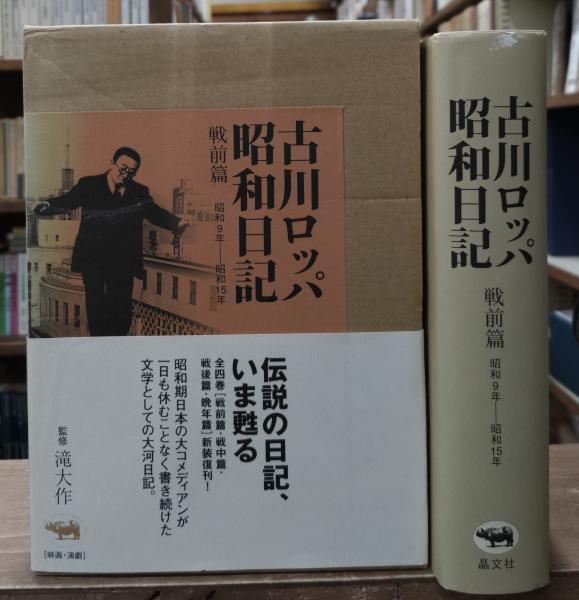 古川ロッパ
昭和日記
戦前篇
昭和9年―昭和15年
伝説の日記、
いま甦る
全四巻[戦前篇・戦中篇・
戦後篇・晩年篇]新装復刊!
昭和期日本の大コメディアンが
一日も休むことなく書き続けた
文学としての大河日記。
監修 滝大作
[映画・演劇]
古川ロッパ
昭和日記
戦前篇
昭和9年―昭和15年
晶文社